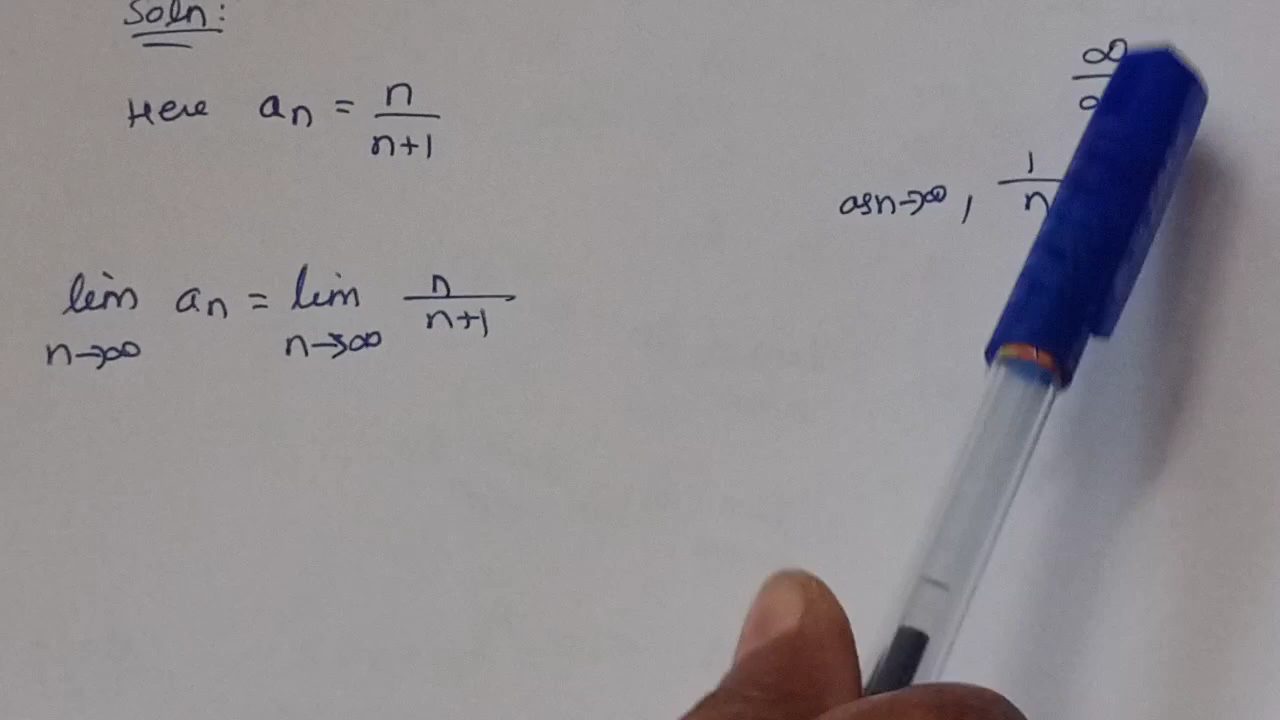 Soln:
Here an = n/n+1
∞
as n→∞, 1/n
lim n→∞ an = lim n→∞ n/n+1